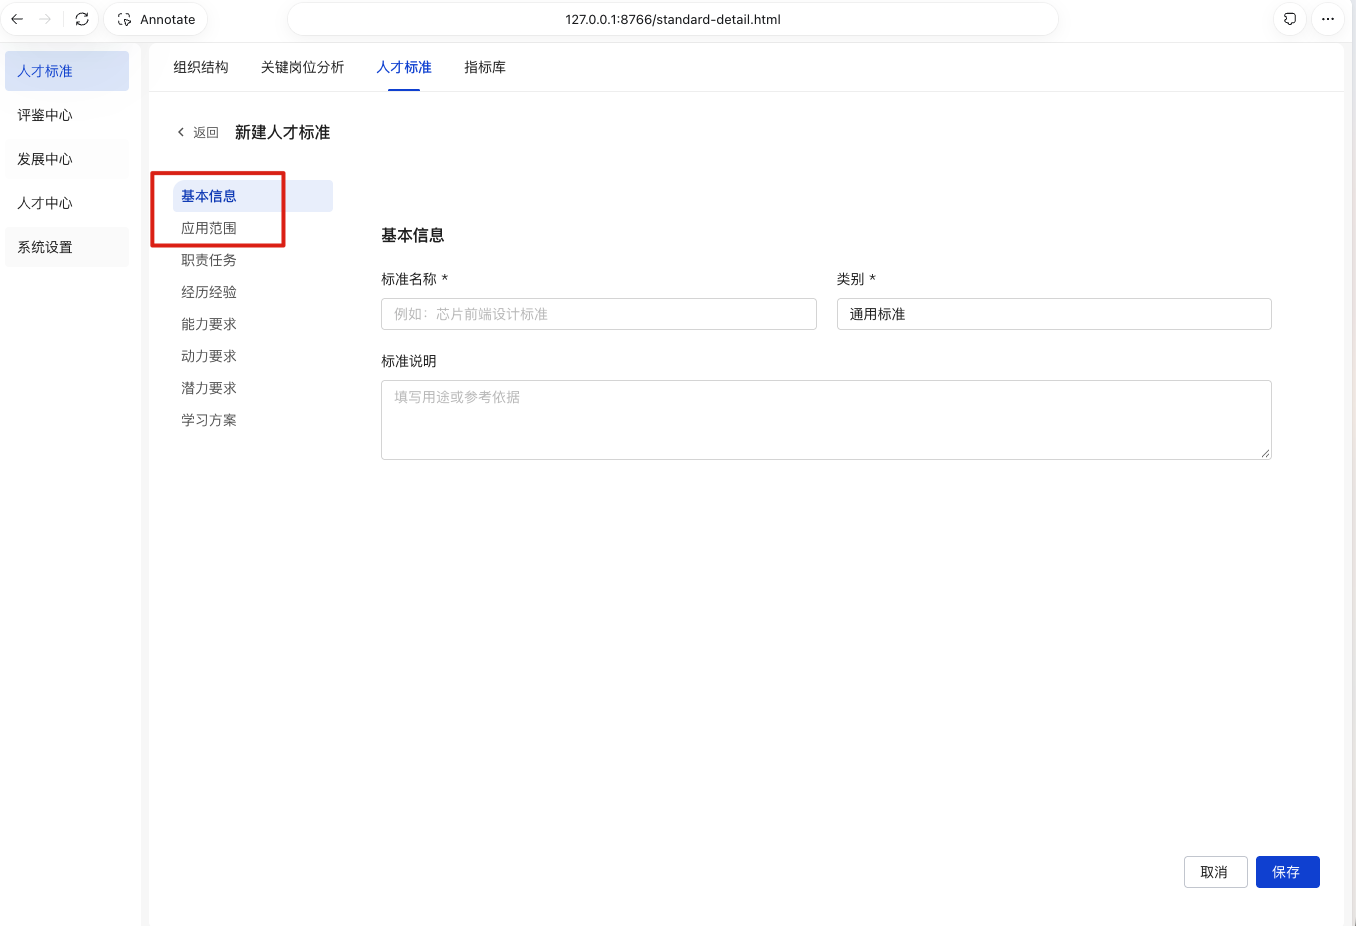 Annotate
127.0.0.1:8766/standard-detail.html
人才标准
评鉴中心
发展中心
人才中心
系统设置
组织结构 关键岗位分析 人才标准 指标库
返回 新建人才标准
基本信息
应用范围
职责任务
经历经验
能力要求
动力要求
潜力要求
学习方案
基本信息
标准名称 * 类别 *
例如：芯片前端设计标准 通用标准
标准说明
填写用途或参考依据
取消 保存